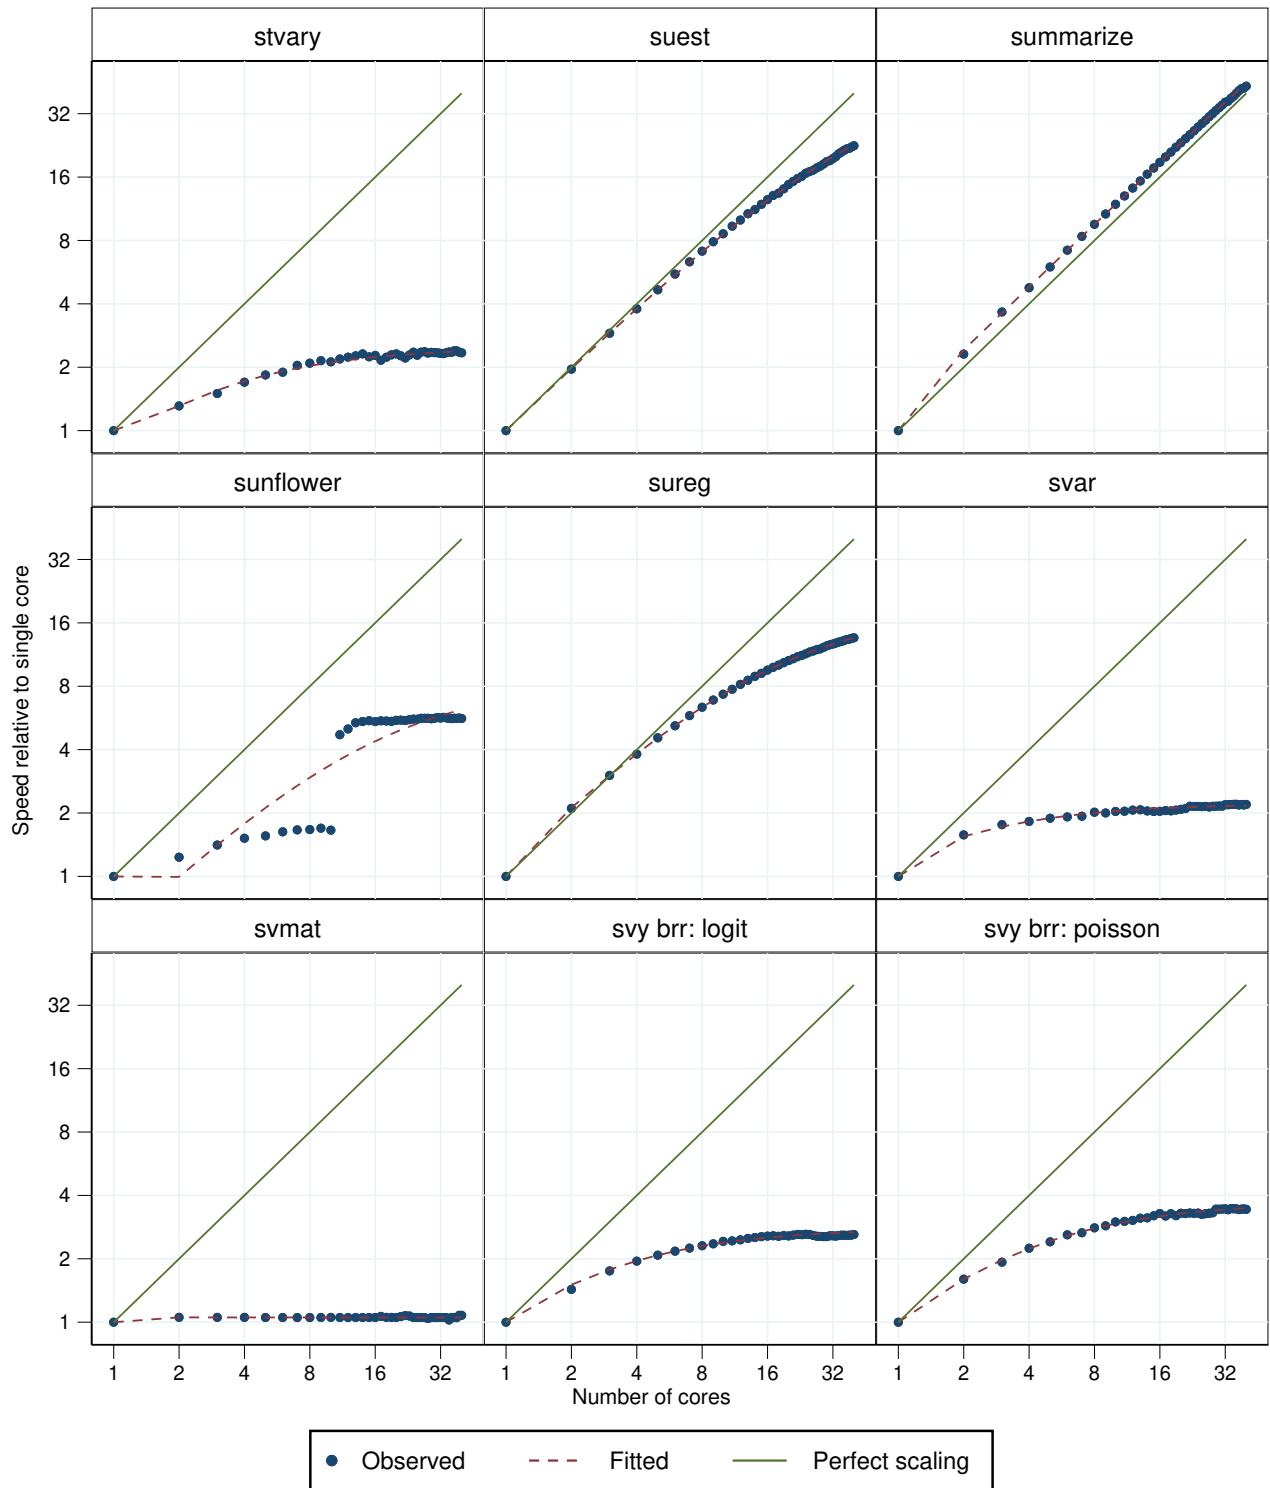 stvary suest summarize
32
16
8
4
2
1
sunflower sureg svar
32
16
8
4
2
1
svmat svy brr: logit svy brr: poisson
32
16
8
4
2
1
Speed relative to single core
1 2 4 8 16 32 1 2 4 8 16 32 1 2 4 8 16 32
Number of cores
Observed Fitted Perfect scaling